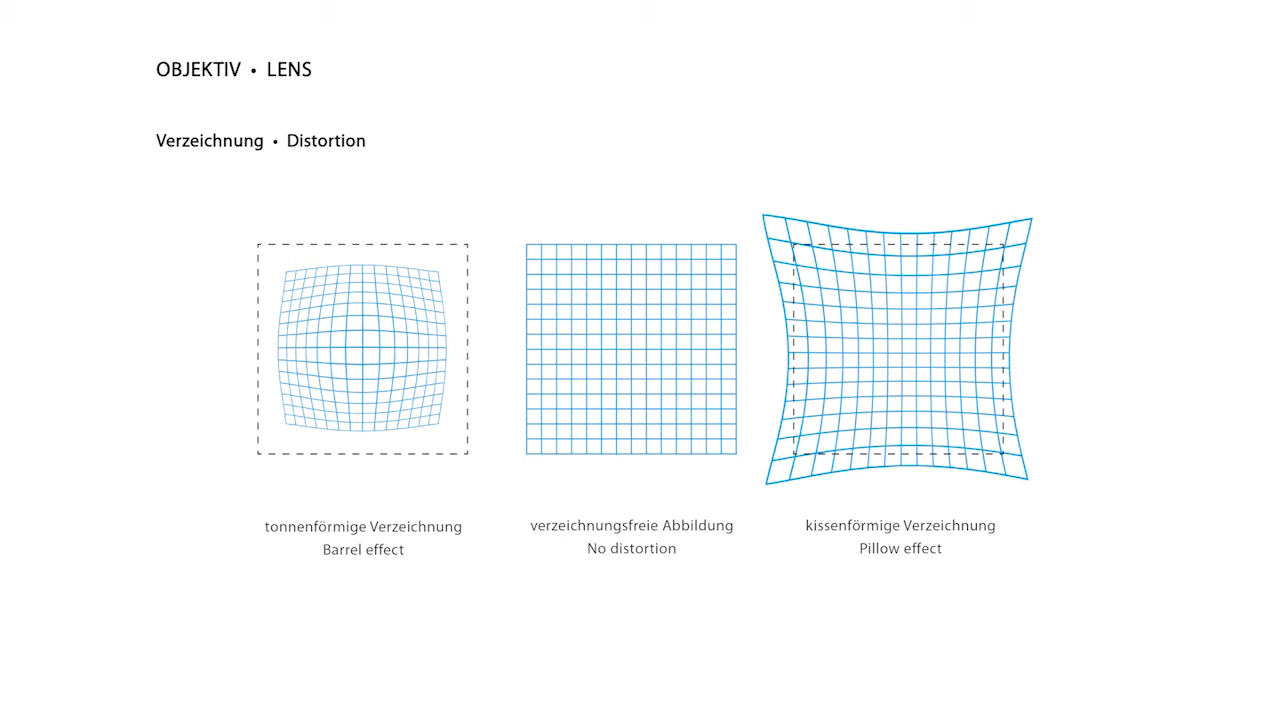 OBJEKTIV • LENS
Verzeichnung • Distortion
tonnenförmige Verzeichnung
Barrel effect
verzeichnungsfreie Abbildung
No distortion
kissenförmige Verzeichnung
Pillow effect